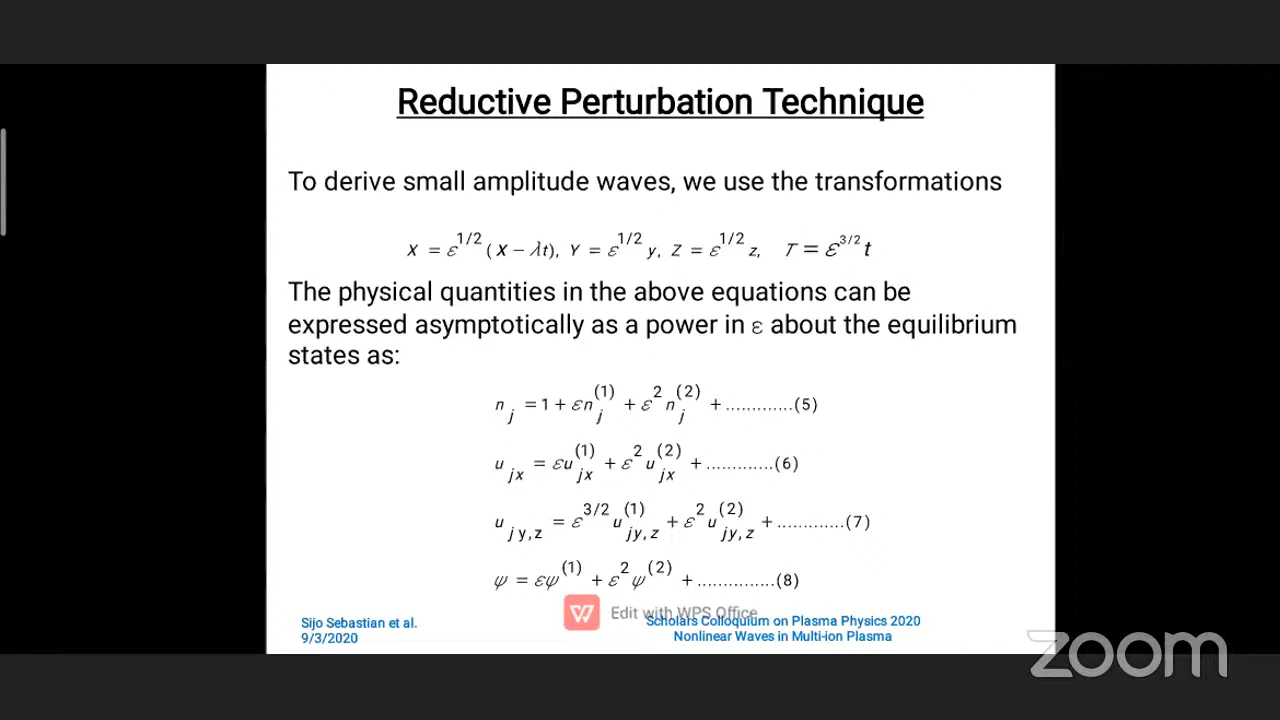 Reductive Perturbation Technique
To derive small amplitude waves, we use the transformations
X = ε^{1/2} (x − λt), Y = ε^{1/2} y, Z = ε^{1/2} z, T = ε^{3/2} t
The physical quantities in the above equations can be
expressed asymptotically as a power in ε about the equilibrium
states as:
n_j = 1 + εn_j^{(1)} + ε^2 n_j^{(2)} + .............(5)
u_{jx} = εu_{jx}^{(1)} + ε^2 u_{jx}^{(2)} + .............(6)
u_{jy,z} = ε^{3/2} u_{jy,z}^{(1)} + ε^2 u_{jy,z}^{(2)} + .............(7)
ψ = εψ^{(1)} + ε^2 ψ^{(2)} + ...............(8)
Edit with WPS Office
Sijo Sebastian et al.
9/3/2020
Scholars Colloquium on Plasma Physics 2020
Nonlinear Waves in Multi-ion Plasma
zoom